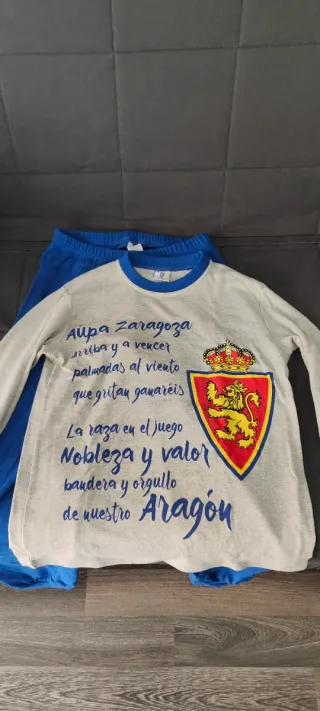 Aúpa Zaragoza
arriba y a vencer
palmadas al viento
que gritan ganaréis
La raza en el juego
Nobleza y valor
bandera y orgullo
de nuestro Aragón